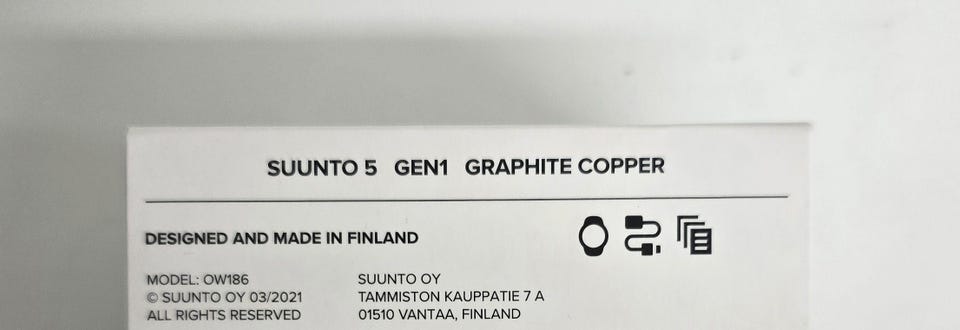 SUUNTO 5 GEN1 GRAPHITE COPPER
DESIGNED AND MADE IN FINLAND
MODEL: OW186
© SUUNTO OY 03/2021
ALL RIGHTS RESERVED
SUUNTO OY
TAMMISTON KAUPPATIE 7 A
01510 VANTAA, FINLAND